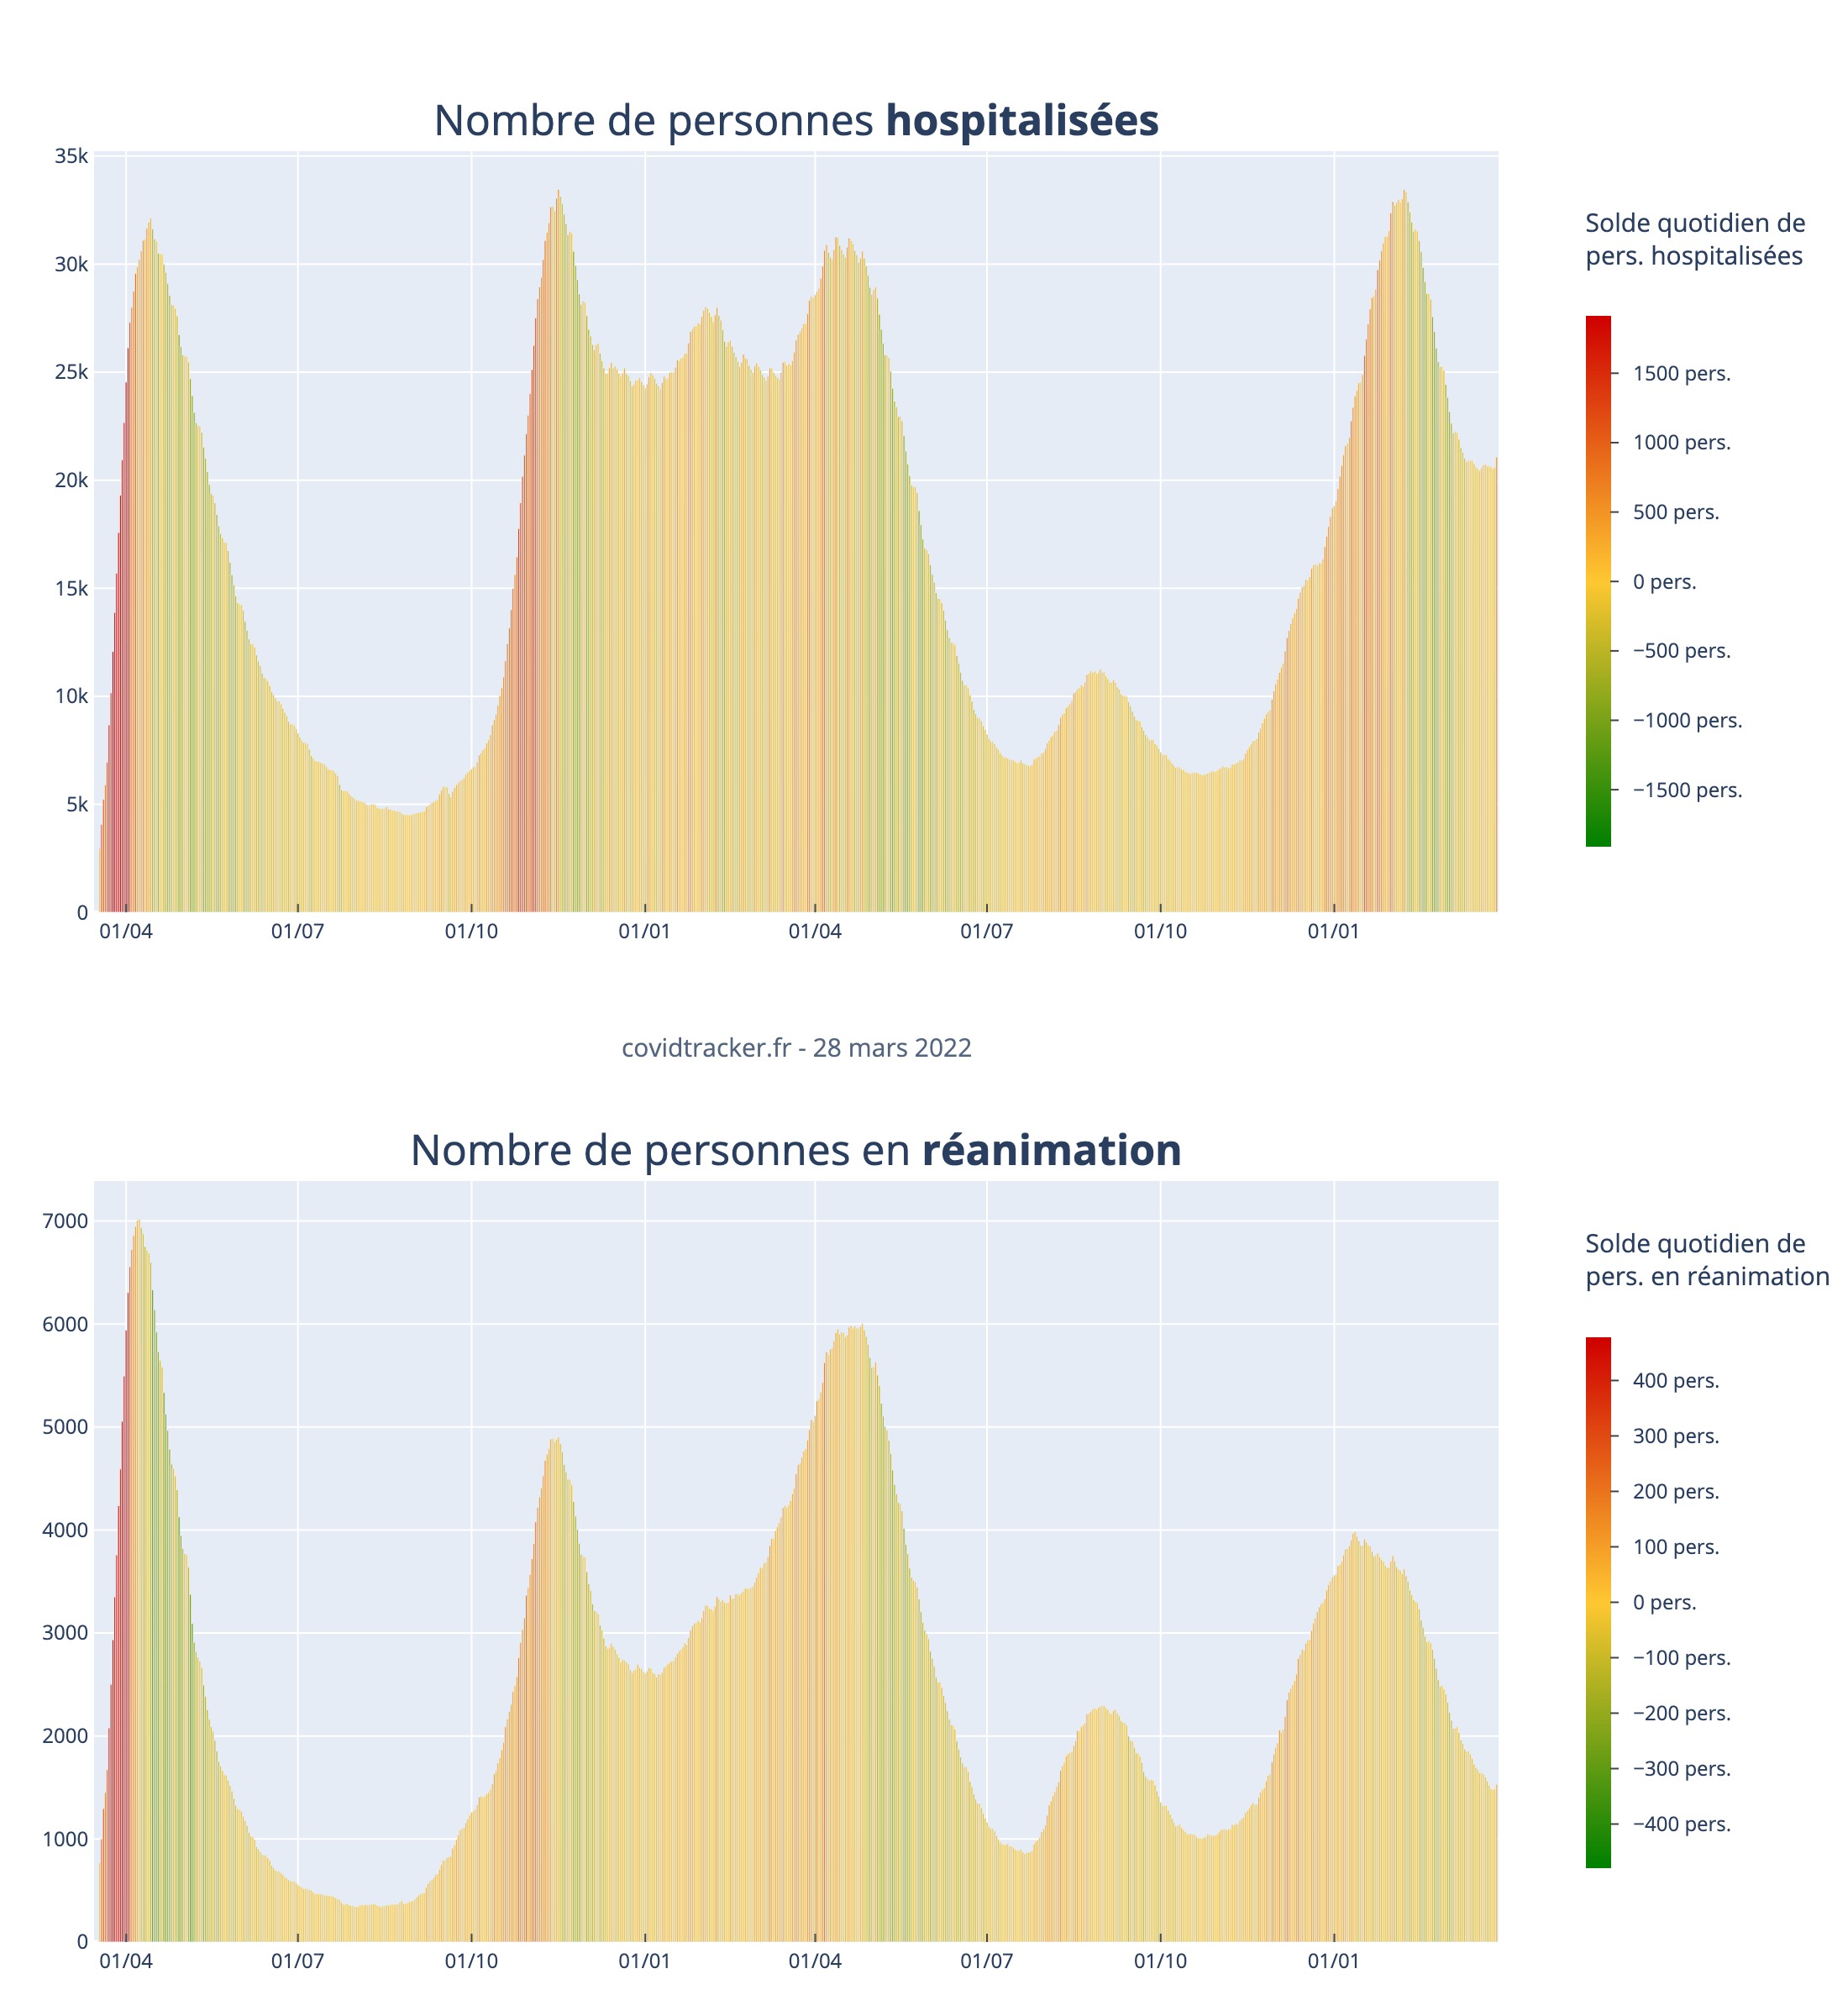 Nombre de personnes hospitalisées
35k
30k
25k
20k
15k
10k
5k
0
01/04 01/07 01/10 01/01 01/04 01/07 01/10 01/01
Solde quotidien de
pers. hospitalisées
1500 pers.
1000 pers.
500 pers.
0 pers.
−500 pers.
−1000 pers.
−1500 pers.
covidtracker.fr - 28 mars 2022
Nombre de personnes en réanimation
7000
6000
5000
4000
3000
2000
1000
0
01/04 01/07 01/10 01/01 01/04 01/07 01/10 01/01
Solde quotidien de
pers. en réanimation
400 pers.
300 pers.
200 pers.
100 pers.
0 pers.
−100 pers.
−200 pers.
−300 pers.
−400 pers.